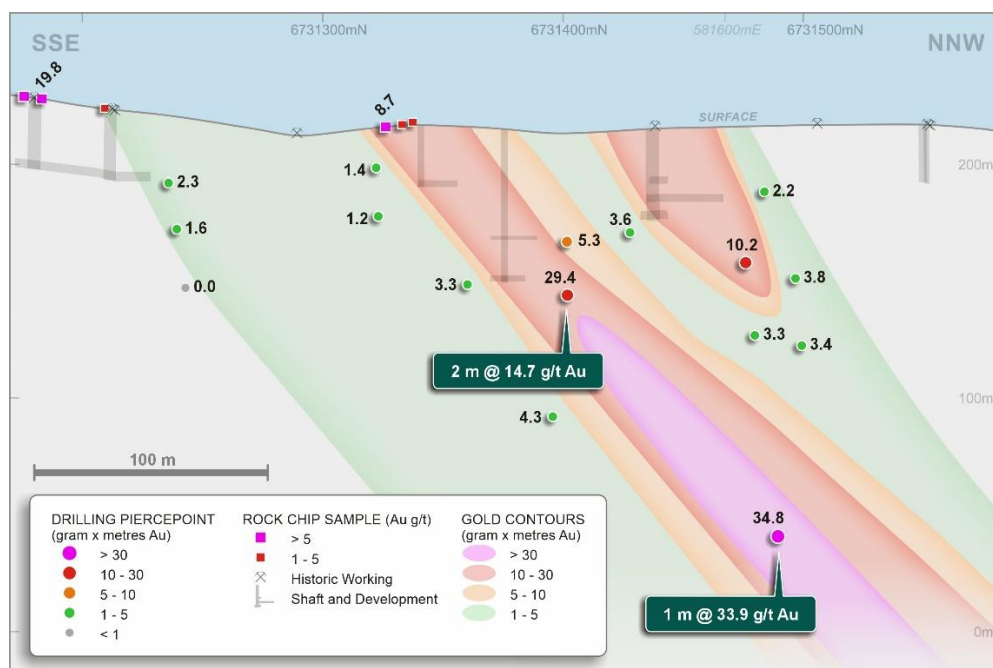 6731300mN
6731400mN
581600mE
6731500mN
SSE
NNW
19.8
8.7
SURFACE
200m
2.3
1.4
2.2
1.6
1.2
3.6
5.3
10.2
0.0
3.3
29.4
3.8
3.3
3.4
2 m @ 14.7 g/t Au
100m
4.3
100 m
34.8
1 m @ 33.9 g/t Au
0m
DRILLING PIERCEPOINT
(gram x metres Au)
> 30
10 - 30
5 - 10
1 - 5
< 1
ROCK CHIP SAMPLE (Au g/t)
> 5
1 - 5
Historic Working
Shaft and Development
GOLD CONTOURS
(gram x metres Au)
> 30
10 - 30
5 - 10
1 - 5